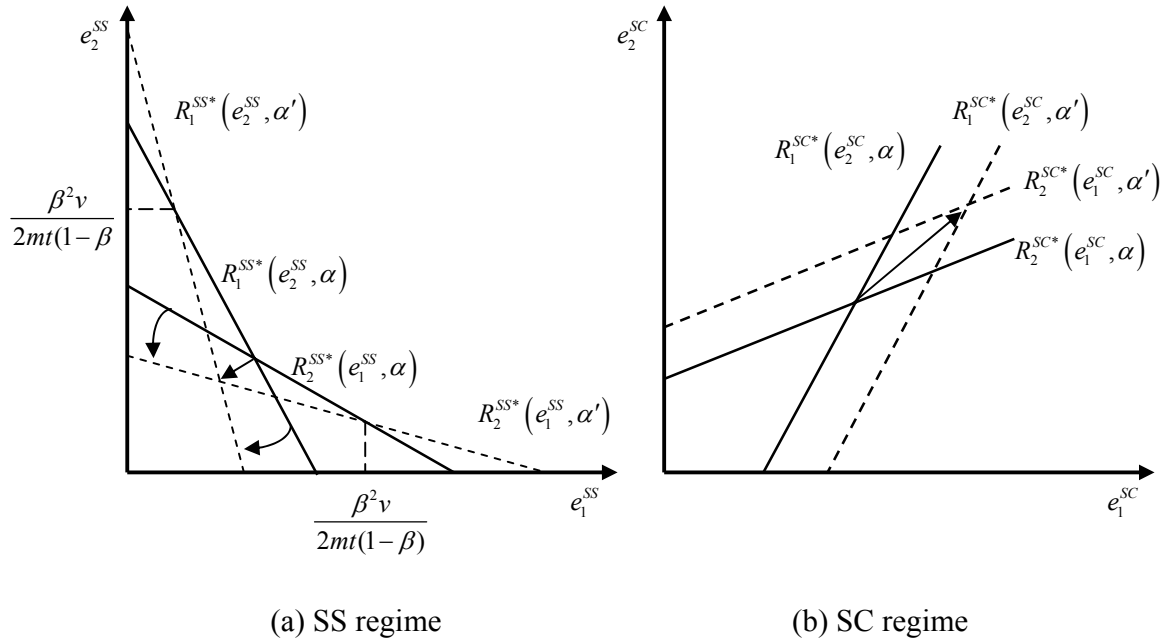 e_2^{SS}
R_1^{SS*}(e_2^{SS}, α′)
β²v
2mt(1−β
R_1^{SS*}(e_2^{SS}, α)
R_2^{SS*}(e_1^{SS}, α)
R_2^{SS*}(e_1^{SS}, α′)
e_1^{SS}
β²v
2mt(1−β)
(a) SS regime
e_2^{SC}
R_1^{SC*}(e_2^{SC}, α′)
R_1^{SC*}(e_2^{SC}, α)
R_2^{SC*}(e_1^{SC}, α′)
R_2^{SC*}(e_1^{SC}, α)
e_1^{SC}
(b) SC regime